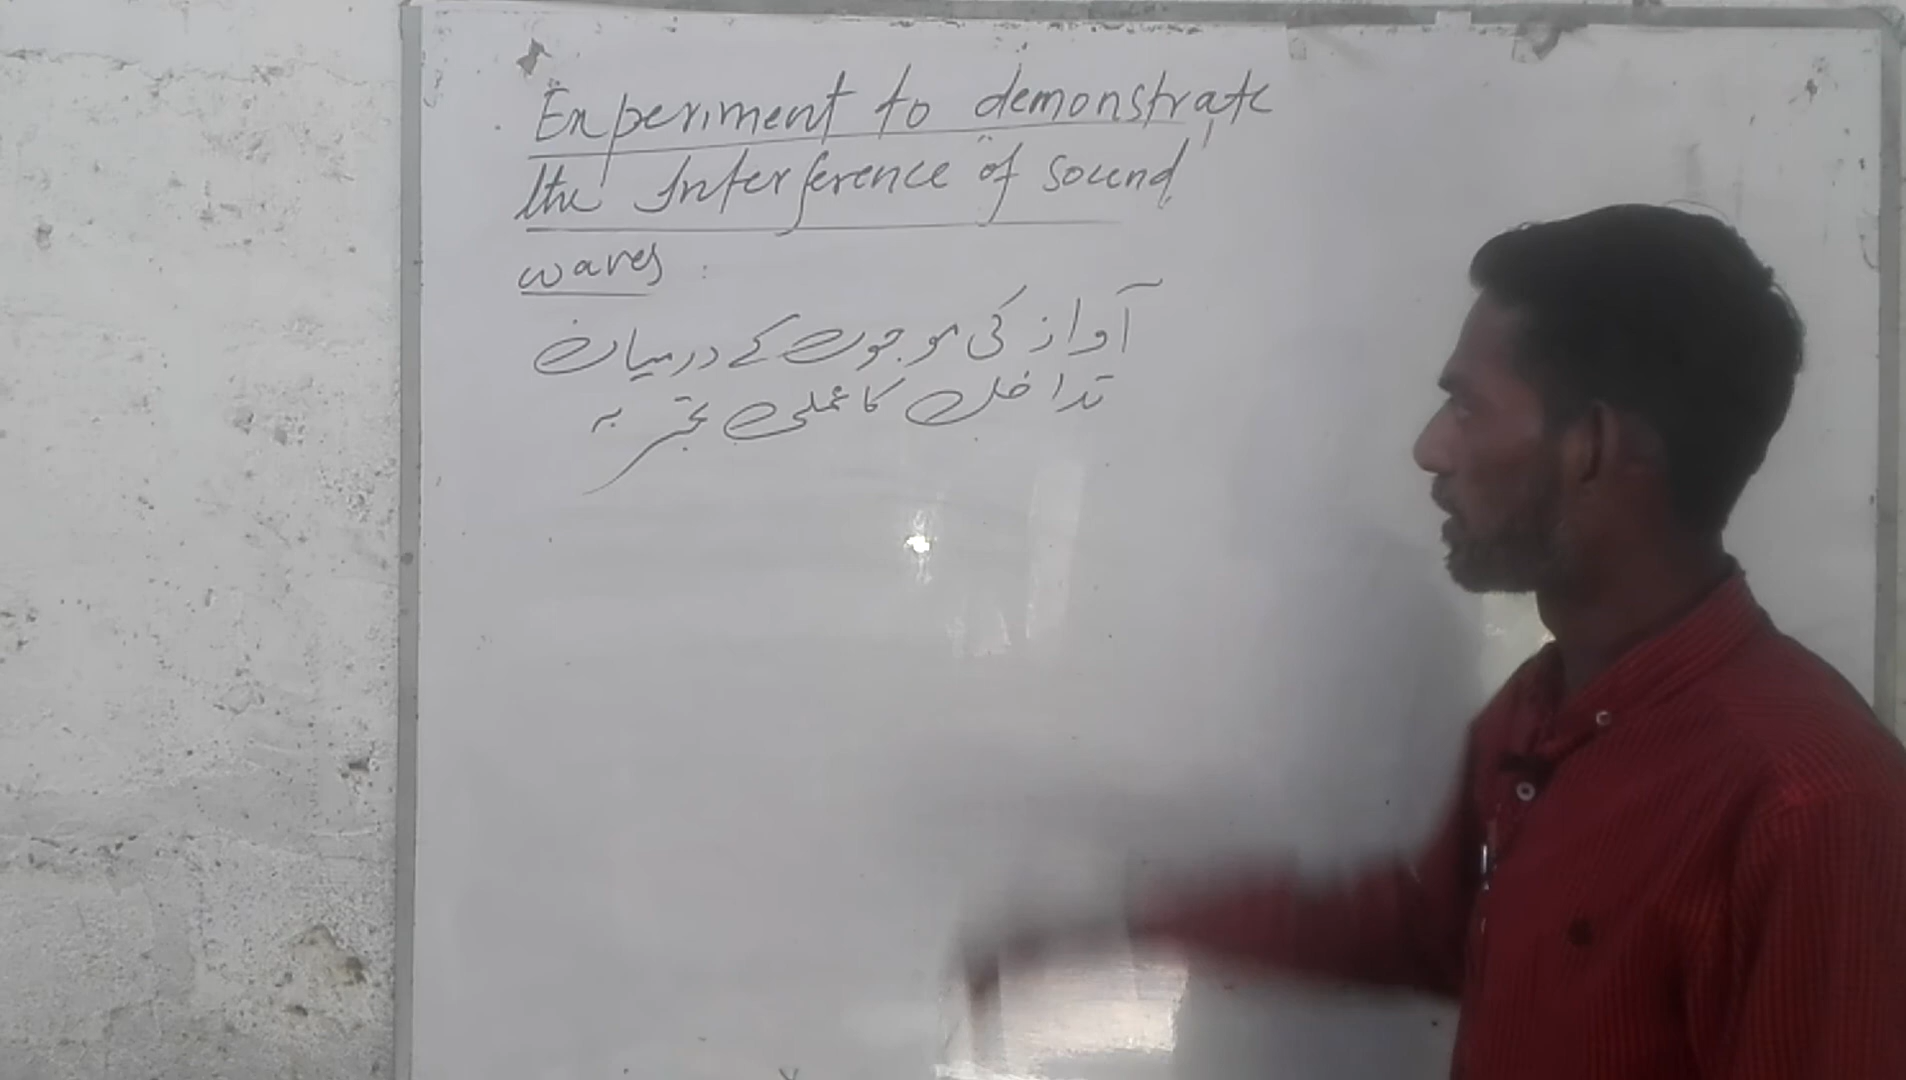 Experiment to demonstrate
the Interference of sound
waves :
آواز کی موجوں کے درمیان
تداخل کا عملی تجربہ